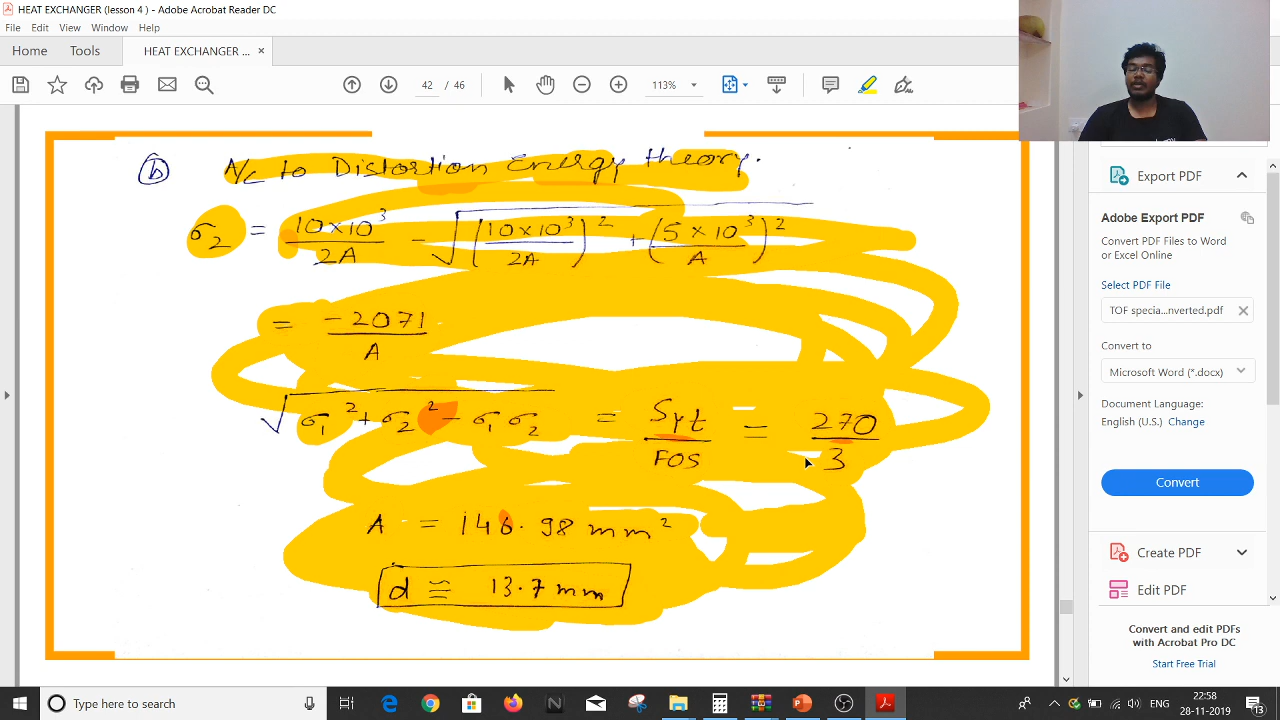 HEAT EXCHANGER (lesson 4 ) - Adobe Acrobat Reader DC
File Edit View Window Help
Home Tools HEAT EXCHANGER ... ×
42 / 46 113%
(b) A/c to Distortion Energy theory.
σ₂ = 10×10³/2A - √((10×10³/2A)² + (5×10³/A)²)
= -2071/A
√(σ₁² + σ₂² - σ₁ σ₂) = Syt/FOS = 270/3
A = 146.98 mm²
d ≅ 13.7 mm
Export PDF
Adobe Export PDF
Convert PDF Files to Word
or Excel Online
Select PDF File
TOF specia...nverted.pdf
Convert to
Microsoft Word (*.docx)
Document Language:
English (U.S.) Change
Convert
Create PDF
Edit PDF
Convert and edit PDFs
with Acrobat Pro DC
Start Free Trial
Type here to search
ENG
22:58
28-11-2019